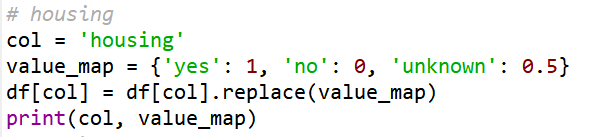 # housing
col = 'housing'
value_map = {'yes': 1, 'no': 0, 'unknown': 0.5}
df[col] = df[col].replace(value_map)
print(col, value_map)